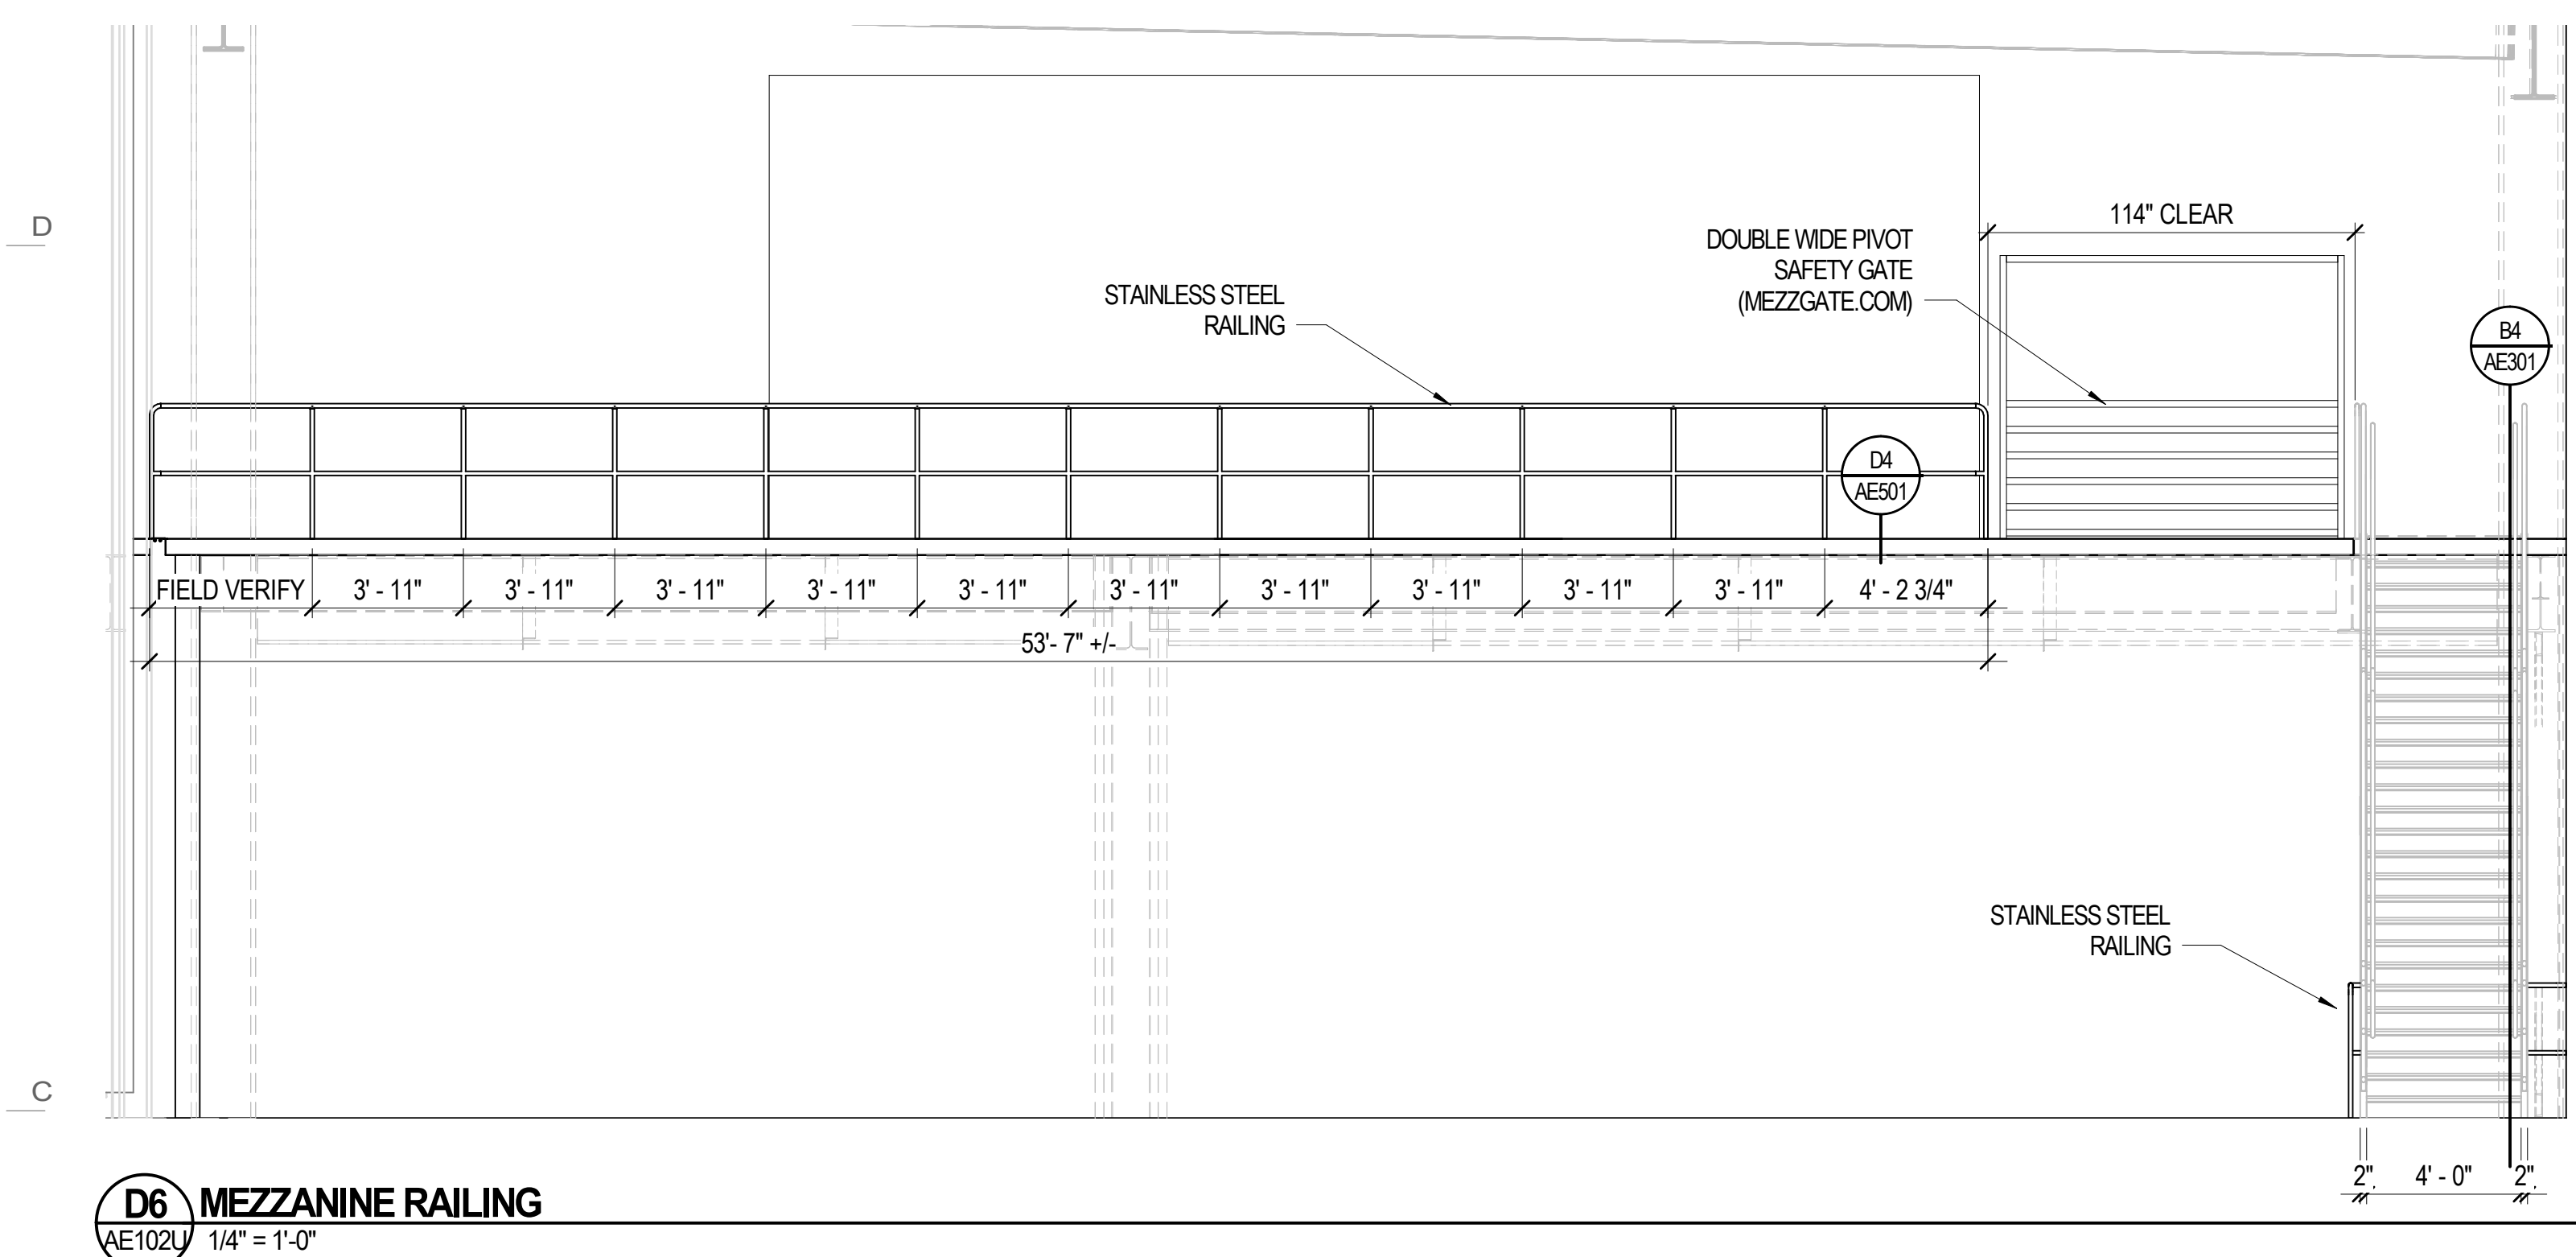 D
114" CLEAR
DOUBLE WIDE PIVOT
SAFETY GATE
(MEZZGATE.COM)
STAINLESS STEEL
RAILING
B4
AE301
D4
AE501
FIELD VERIFY 3' - 11" 3' - 11" 3' - 11" 3' - 11" 3' - 11" 3' - 11" 3' - 11" 3' - 11" 3' - 11" 3' - 11" 4' - 2 3/4"
53'- 7" +/-
STAINLESS STEEL
RAILING
C
2" 4' - 0" 2"
D6 MEZZANINE RAILING
AE102U 1/4" = 1'-0"